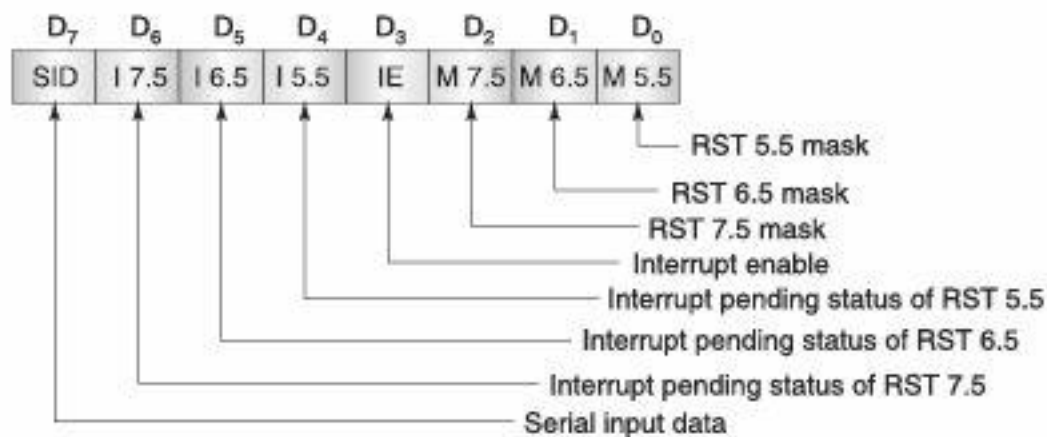 D₇ D₆ D₅ D₄ D₃ D₂ D₁ D₀
SID I 7.5 I 6.5 I 5.5 IE M 7.5 M 6.5 M 5.5
RST 5.5 mask
RST 6.5 mask
RST 7.5 mask
Interrupt enable
Interrupt pending status of RST 5.5
Interrupt pending status of RST 6.5
Interrupt pending status of RST 7.5
Serial input data